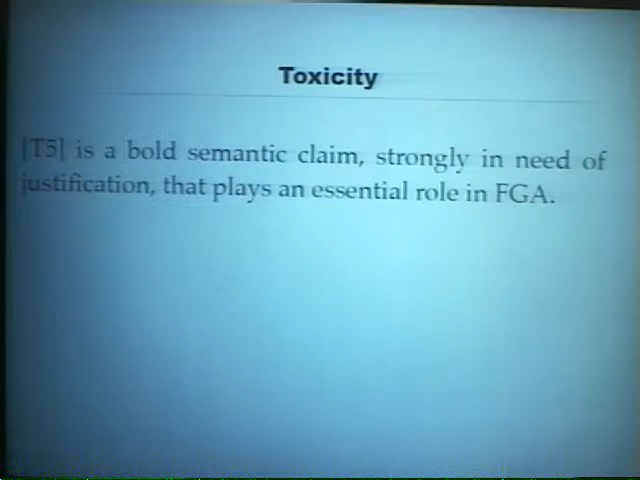 Toxicity
[T5] is a bold semantic claim, strongly in need of
justification, that plays an essential role in FGA.